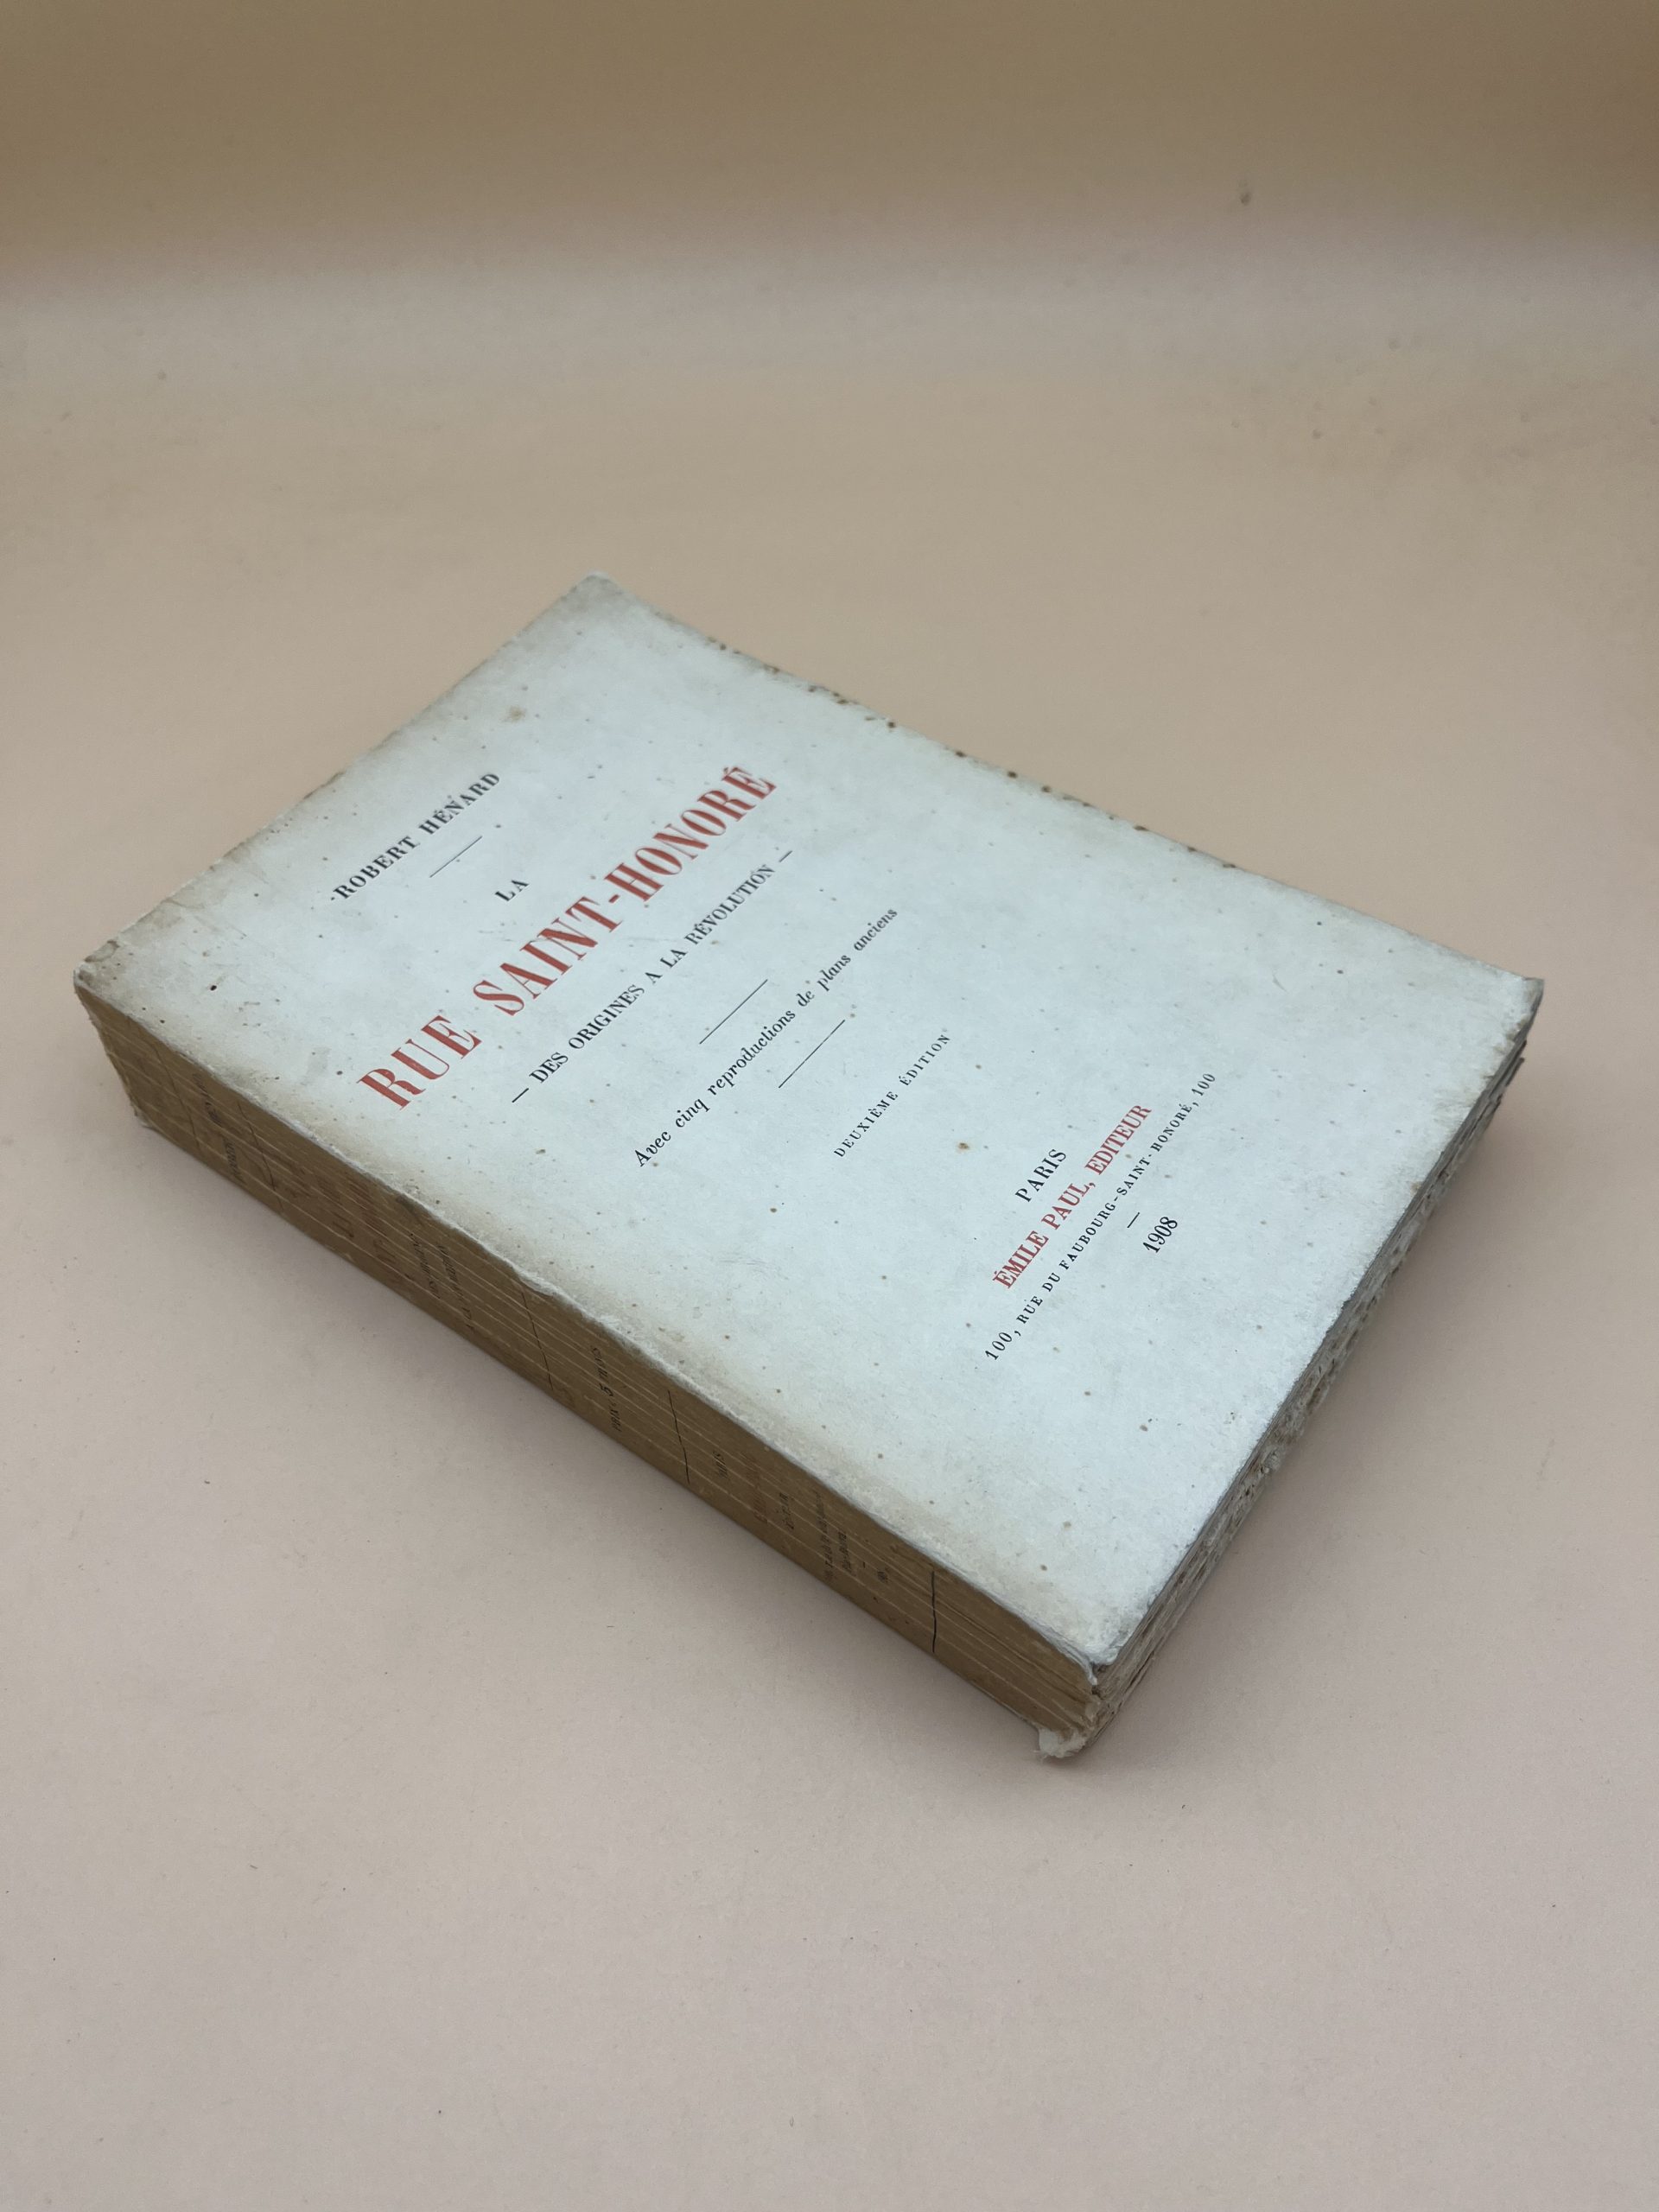 ROBERT HÉNARD
LA
RUE SAINT-HONORÉ
— DES ORIGINES A LA RÉVOLUTION —
Avec cinq reproductions de plans anciens
DEUXIÈME ÉDITION
PARIS
ÉMILE PAUL, EDITEUR
100, RUE DU FAUBOURG-SAINT-HONORÉ, 100
1908